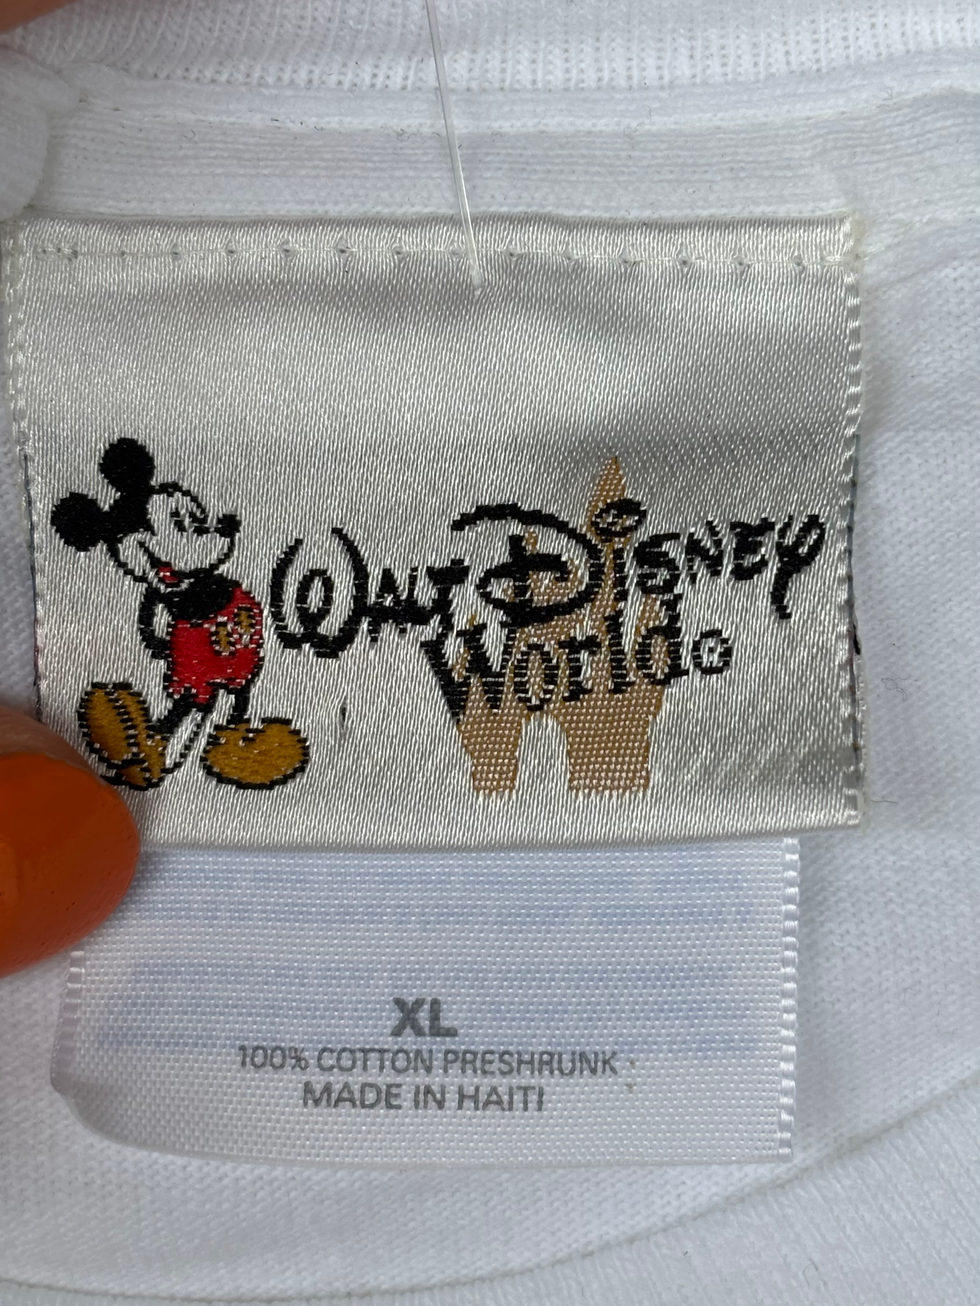 WALT DISNEY
World®
XL
100% COTTON PRESHRUNK
MADE IN HAITI